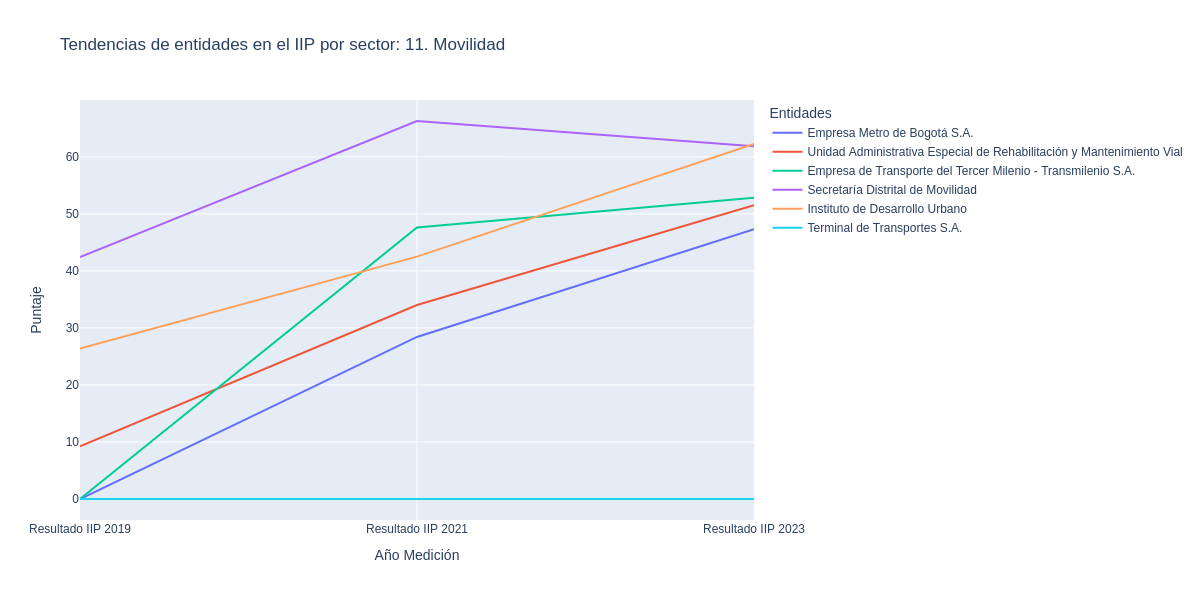 Tendencias de entidades en el IIP por sector: 11. Movilidad
Entidades
Empresa Metro de Bogotá S.A.
Unidad Administrativa Especial de Rehabilitación y Mantenimiento Vial
Empresa de Transporte del Tercer Milenio - Transmilenio S.A.
Secretaría Distrital de Movilidad
Instituto de Desarrollo Urbano
Terminal de Transportes S.A.
Puntaje
60
50
40
30
20
10
0
Resultado IIP 2019
Resultado IIP 2021
Resultado IIP 2023
Año Medición